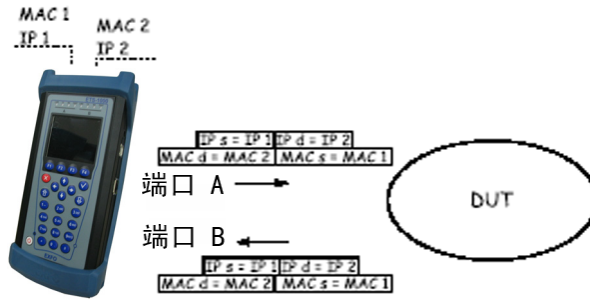 MAC 1
IP 1
MAC 2
IP 2
IP s = IP 1 IP d = IP 2
MAC d = MAC 2 MAC s = MAC 1
端口 A
DUT
端口 B
IP s = IP 1 IP d = IP 2
MAC d = MAC 2 MAC s = MAC 1